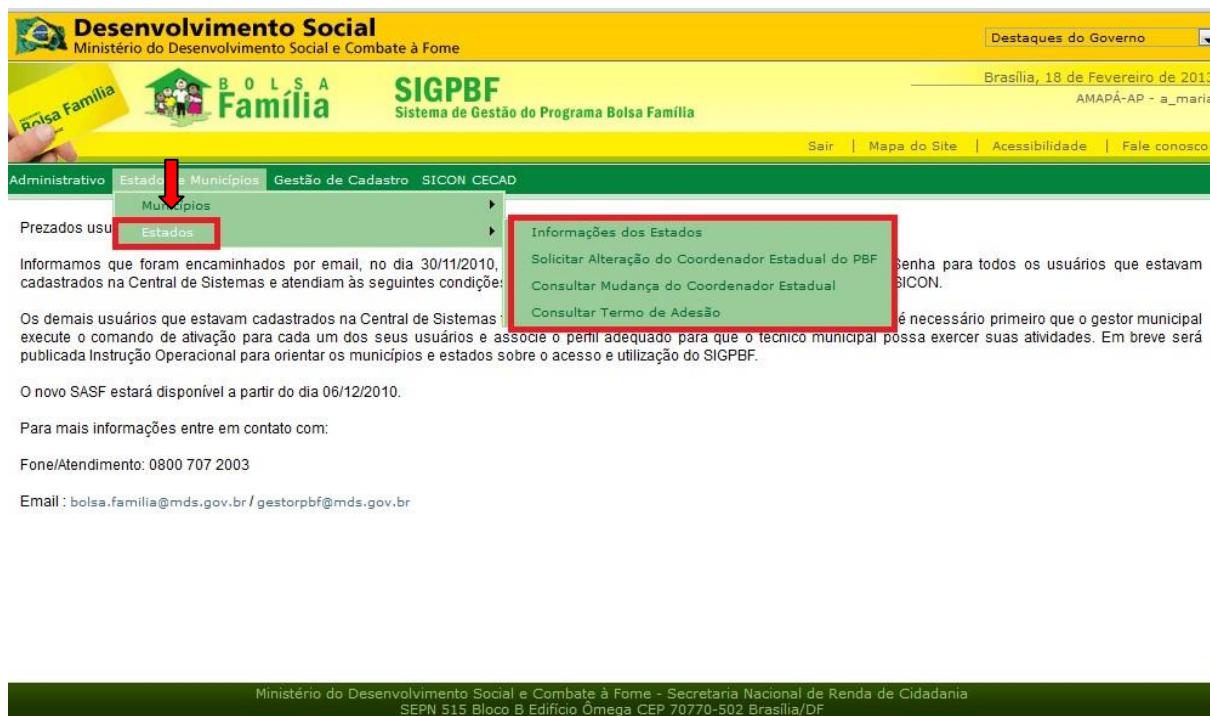 Desenvolvimento Social
Ministério do Desenvolvimento Social e Combate à Fome
Destaques do Governo
Bolsa Família
BOLSA
Família
SIGPBF
Sistema de Gestão do Programa Bolsa Família
Brasília, 18 de Fevereiro de 2013
AMAPÁ-AP - a_maria
Sair | Mapa do Site | Acessibilidade | Fale conosco
Administrativo Estados e Municípios Gestão de Cadastro SICON CECAD
Municípios
Estados
Informações dos Estados
Solicitar Alteração do Coordenador Estadual do PBF
Consultar Mudança do Coordenador Estadual
Consultar Termo de Adesão
Prezados usu
Informamos que foram encaminhados por email, no dia 30/11/2010, Senha para todos os usuários que estavam
cadastrados na Central de Sistemas e atendiam às seguintes condições SICON.
Os demais usuários que estavam cadastrados na Central de Sistemas é necessário primeiro que o gestor municipal
execute o comando de ativação para cada um dos seus usuários e associe o perfil adequado para que o técnico municipal possa exercer suas atividades. Em breve será
publicada Instrução Operacional para orientar os municípios e estados sobre o acesso e utilização do SIGPBF.
O novo SASF estará disponível a partir do dia 06/12/2010.
Para mais informações entre em contato com:
Fone/Atendimento: 0800 707 2003
Email : bolsa.familia@mds.gov.br / gestorpbf@mds.gov.br
Ministério do Desenvolvimento Social e Combate à Fome - Secretaria Nacional de Renda de Cidadania
SEPN 515 Bloco B Edifício Ômega CEP 70770-502 Brasília/DF